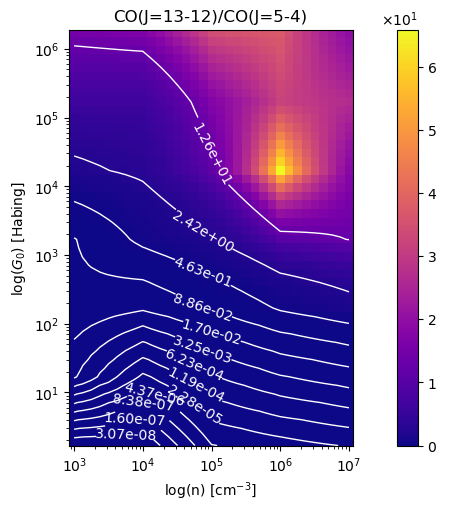 CO(J=13-12)/CO(J=5-4)
×10¹
10⁶
10⁵
10⁴
10³
10²
10¹
log(G₀) [Habing]
1.26e+01
2.42e+00
4.63e-01
8.86e-02
1.70e-02
3.25e-03
6.23e-04
1.19e-04
2.28e-05
4.37e-06
8.38e-07
1.60e-07
3.07e-08
10³ 10⁴ 10⁵ 10⁶ 10⁷
log(n) [cm⁻³]
6
5
4
3
2
1
0